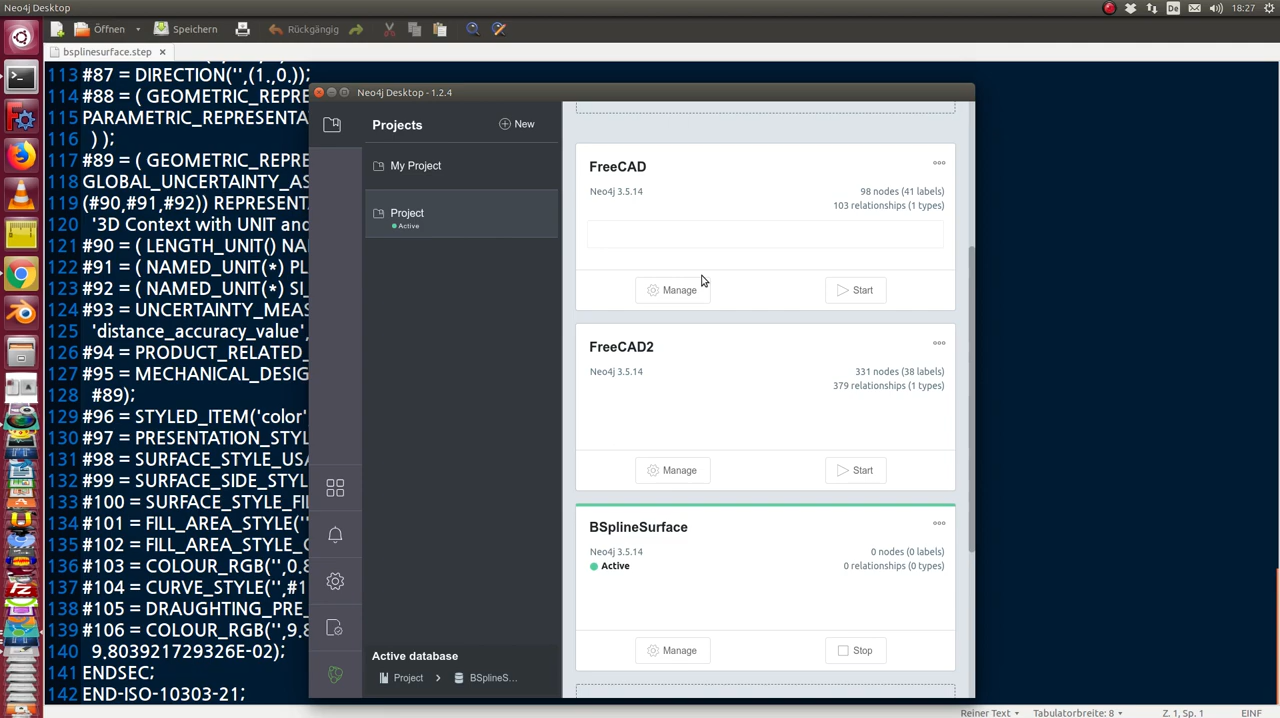 Neo4j Desktop
De
18:27
Öffnen
Speichern
Rückgängig
bsplinesurface.step
113 #87 = DIRECTION('',(1.,0.));
114 #88 = ( GEOMETRIC_REPRE
115 PARAMETRIC_REPRESENTA
116 ) );
117 #89 = ( GEOMETRIC_REPRE
118 GLOBAL_UNCERTAINTY_AS
119 (#90,#91,#92)) REPRESENT
120 '3D Context with UNIT and
121 #90 = ( LENGTH_UNIT() NA
122 #91 = ( NAMED_UNIT(*) PL
123 #92 = ( NAMED_UNIT(*) SI_
124 #93 = UNCERTAINTY_MEAS
125 'distance_accuracy_value',
126 #94 = PRODUCT_RELATED_
127 #95 = MECHANICAL_DESIG
128 #89);
129 #96 = STYLED_ITEM('color'
130 #97 = PRESENTATION_STYL
131 #98 = SURFACE_STYLE_USA
132 #99 = SURFACE_SIDE_STYL
133 #100 = SURFACE_STYLE_FI
134 #101 = FILL_AREA_STYLE(''
135 #102 = FILL_AREA_STYLE_C
136 #103 = COLOUR_RGB('',0.8
137 #104 = CURVE_STYLE('',#1
138 #105 = DRAUGHTING_PRE_
139 #106 = COLOUR_RGB('',9.8
140 9.803921729326E-02);
141 ENDSEC;
142 END-ISO-10303-21;
Neo4j Desktop - 1.2.4
Projects
New
My Project
Project
Active
Active database
Project > BSplineS...
FreeCAD
Neo4j 3.5.14
98 nodes (41 labels)
103 relationships (1 types)
Manage
Start
FreeCAD2
Neo4j 3.5.14
331 nodes (38 labels)
379 relationships (1 types)
Manage
Start
BSplineSurface
Neo4j 3.5.14
0 nodes (0 labels)
Active
0 relationships (0 types)
Manage
Stop
Reiner Text
Tabulatorbreite: 8
Z. 1, Sp. 1
EINF